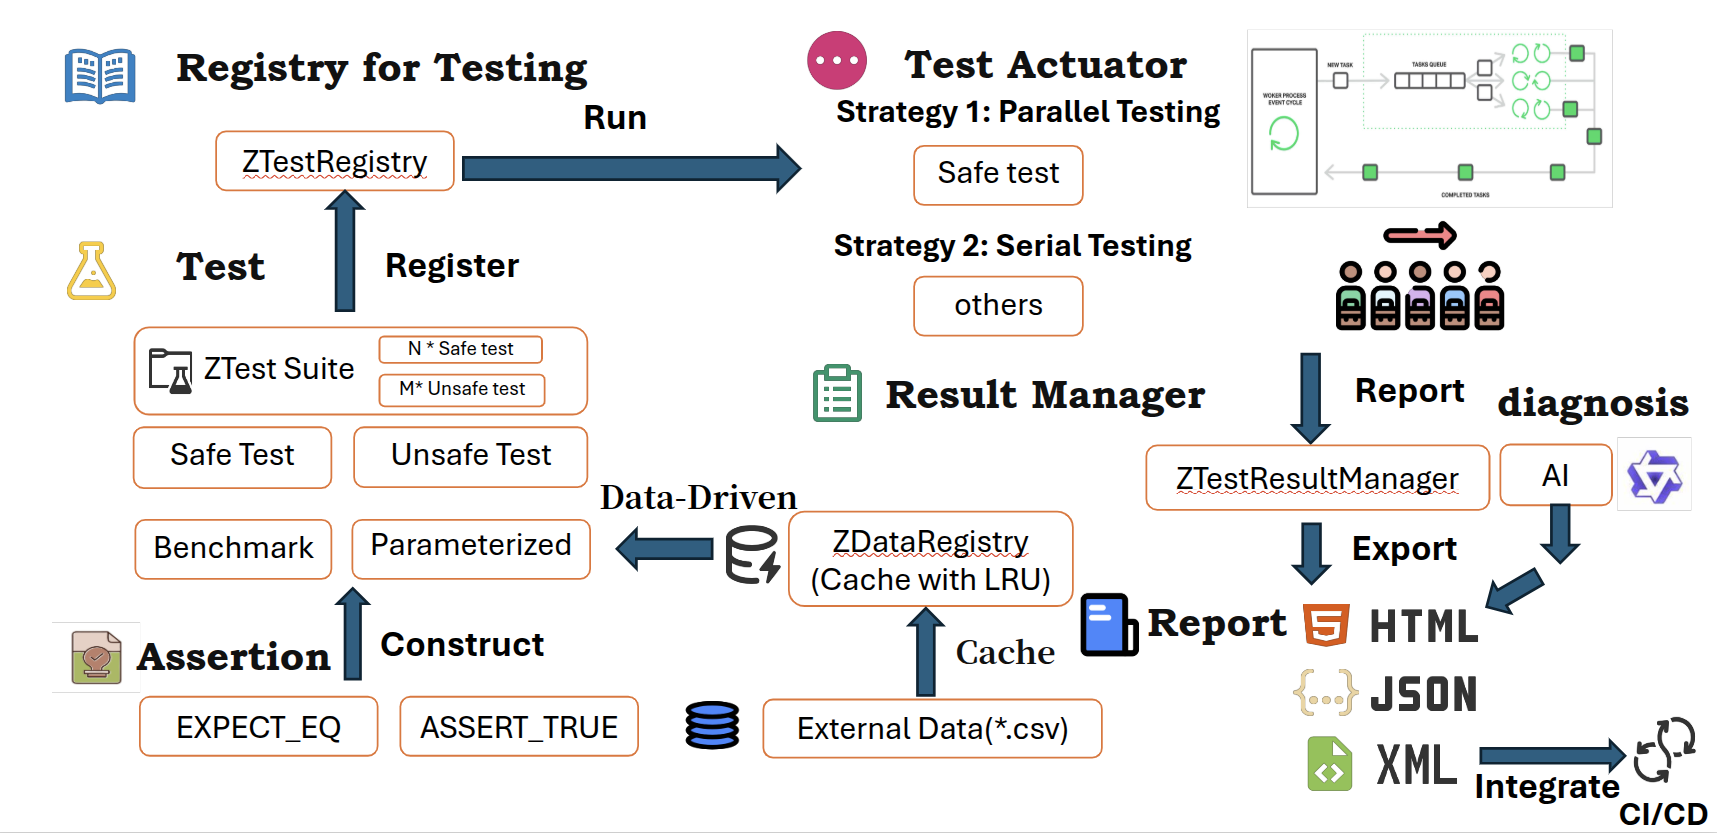 Registry for Testing
Run
ZTestRegistry
Test
Register
ZTest Suite
N * Safe test
M* Unsafe test
Safe Test
Unsafe Test
Benchmark
Parameterized
Assertion
Construct
EXPECT_EQ
ASSERT_TRUE
Data-Driven
ZDataRegistry
(Cache with LRU)
Cache
External Data(*.csv)
Test Actuator
Strategy 1: Parallel Testing
Safe test
Strategy 2: Serial Testing
others
WOKER PROCESS
EVENT CYCLE
NEW TASK
TASKS QUEUE
COMPLETED TASKS
Result Manager
Report
diagnosis
ZTestResultManager
AI
Export
Report
HTML
{...} JSON
XML
Integrate
CI/CD